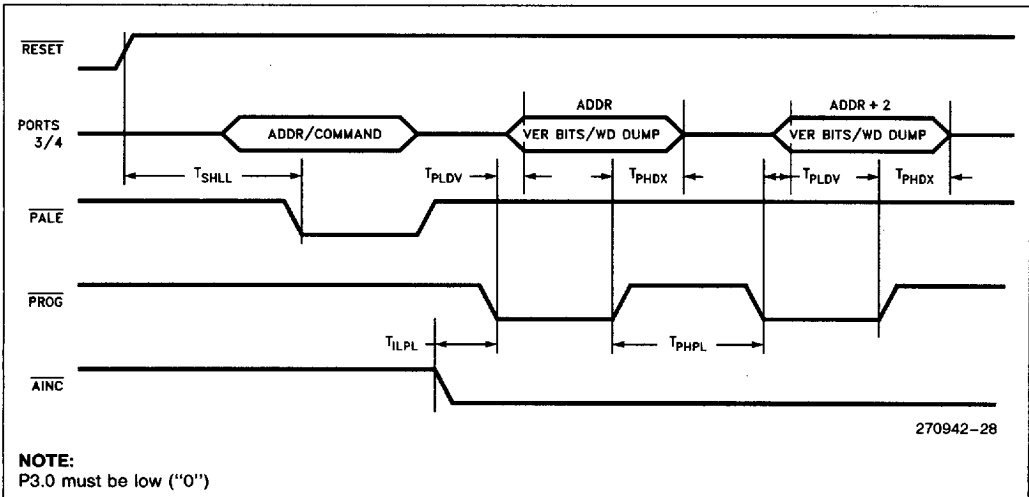 RESET
ADDR
ADDR + 2
PORTS
3/4
ADDR/COMMAND
VER BITS/WD DUMP
VER BITS/WD DUMP
TSHLL
TPLDV
TPHDX
TPLDV
TPHDX
PALE
PROG
TILPL
TPHPL
AINC
270942-28
NOTE:
P3.0 must be low ("0")